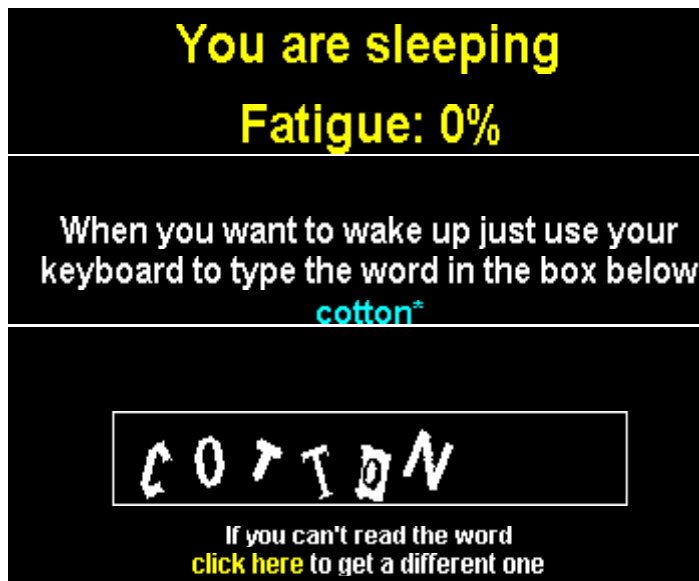 You are sleeping
Fatigue: 0%
When you want to wake up just use your
keyboard to type the word in the box below
cotton*
COTTON
If you can't read the word
click here to get a different one